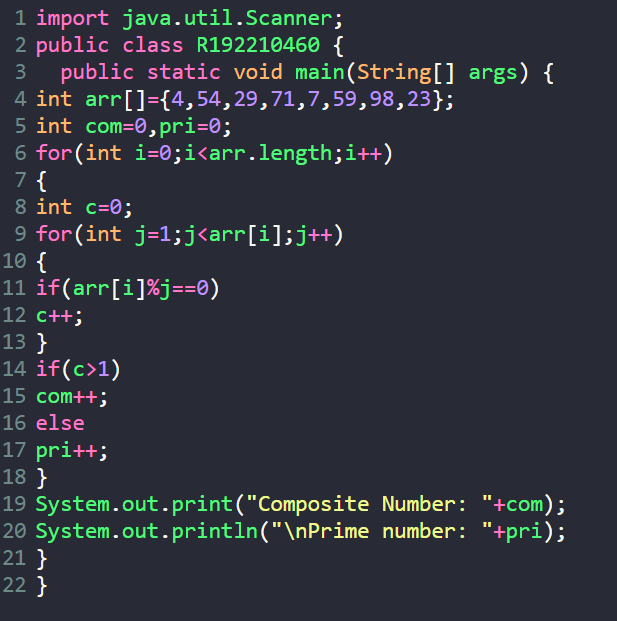 1 import java.util.Scanner;
2 public class R192210460 {
3   public static void main(String[] args) {
4 int arr[]={4,54,29,71,7,59,98,23};
5 int com=0,pri=0;
6 for(int i=0;i<arr.length;i++)
7 {
8 int c=0;
9 for(int j=1;j<arr[i];j++)
10 {
11 if(arr[i]%j==0)
12 c++;
13 }
14 if(c>1)
15 com++;
16 else
17 pri++;
18 }
19 System.out.print("Composite Number: "+com);
20 System.out.println("\nPrime number: "+pri);
21 }
22 }